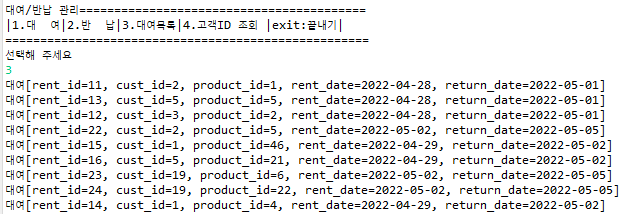 대여/반납 관리========================================
|1.대  여|2.반  납|3.대여목록|4.고객ID 조회 |exit:끝내기|
===================================================
선택해 주세요
3
대여[rent_id=11, cust_id=2, product_id=1, rent_date=2022-04-28, return_date=2022-05-01]
대여[rent_id=13, cust_id=5, product_id=5, rent_date=2022-04-28, return_date=2022-05-01]
대여[rent_id=12, cust_id=3, product_id=2, rent_date=2022-04-28, return_date=2022-05-01]
대여[rent_id=22, cust_id=2, product_id=5, rent_date=2022-05-02, return_date=2022-05-05]
대여[rent_id=15, cust_id=1, product_id=46, rent_date=2022-04-29, return_date=2022-05-02]
대여[rent_id=16, cust_id=5, product_id=21, rent_date=2022-04-29, return_date=2022-05-02]
대여[rent_id=23, cust_id=19, product_id=6, rent_date=2022-05-02, return_date=2022-05-05]
대여[rent_id=24, cust_id=19, product_id=22, rent_date=2022-05-02, return_date=2022-05-05]
대여[rent_id=14, cust_id=1, product_id=4, rent_date=2022-04-29, return_date=2022-05-02]